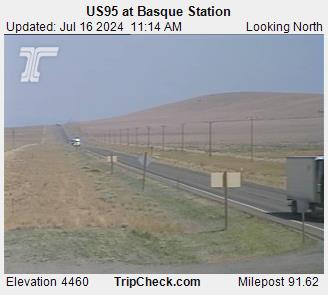 US95 at Basque Station
Updated: Jul 16 2024 11:14 AM Looking North
Elevation 4460 TripCheck.com Milepost 91.62